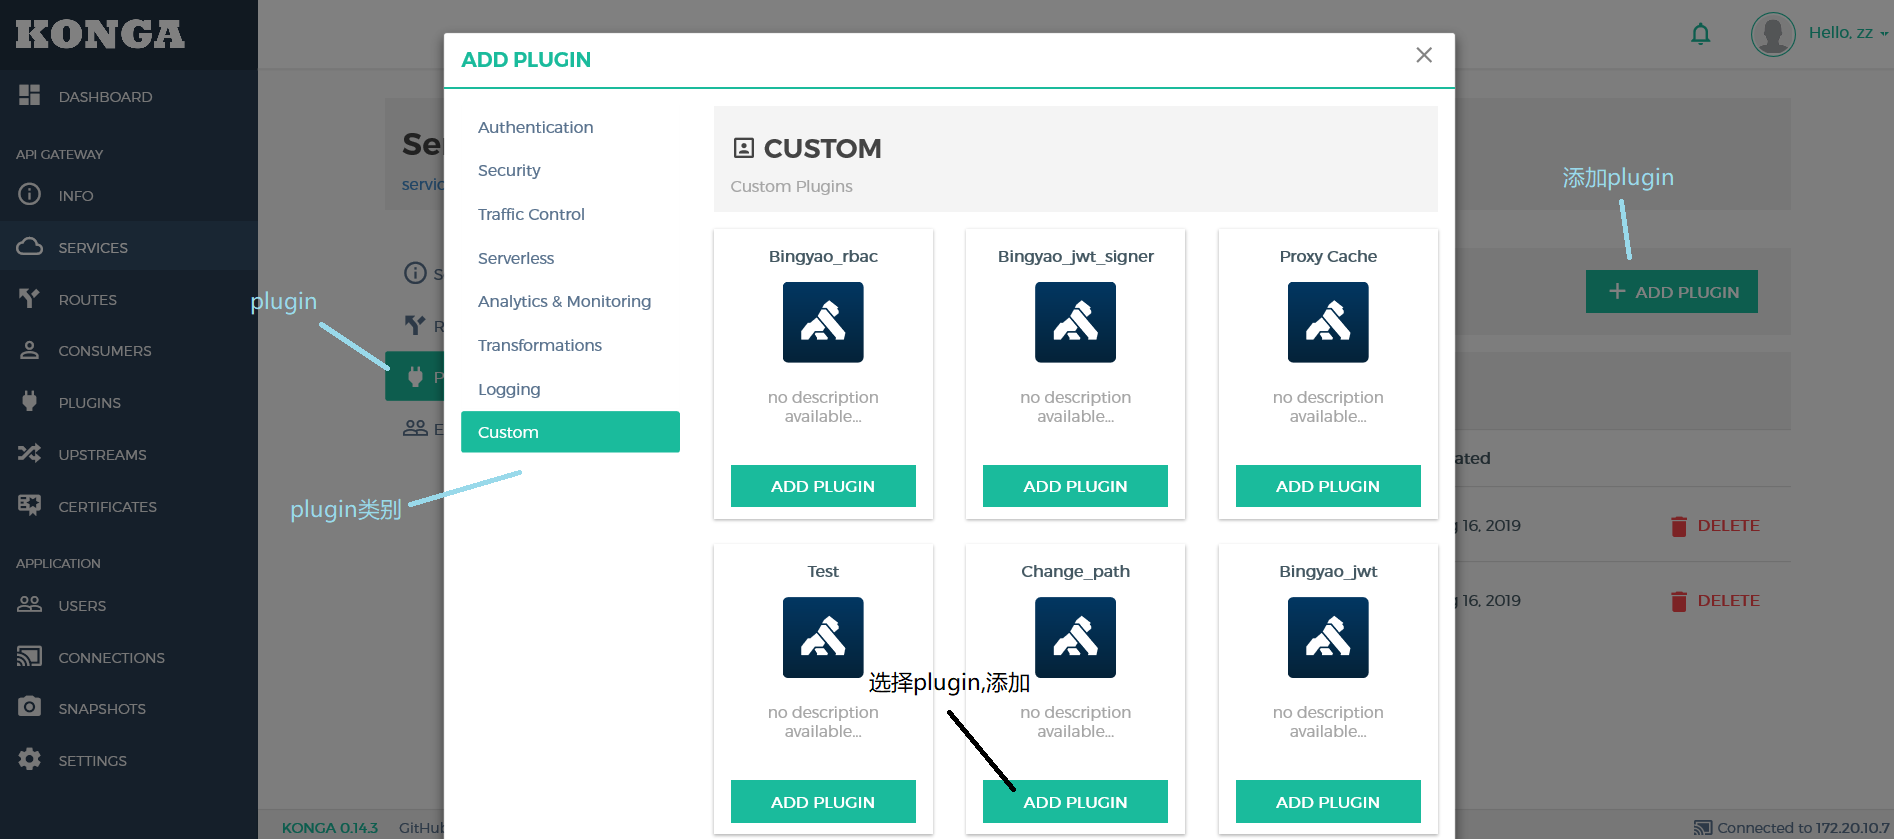 KONGA
DASHBOARD
API GATEWAY
INFO
SERVICES
ROUTES
CONSUMERS
PLUGINS
UPSTREAMS
CERTIFICATES
APPLICATION
USERS
CONNECTIONS
SNAPSHOTS
SETTINGS
Hello, zz
plugin
plugin类别
添加plugin
ADD PLUGIN
ADD PLUGIN
Authentication
Security
Traffic Control
Serverless
Analytics & Monitoring
Transformations
Logging
Custom
CUSTOM
Custom Plugins
Bingyao_rbac
no description
available...
ADD PLUGIN
Bingyao_jwt_signer
no description
available...
ADD PLUGIN
Proxy Cache
no description
available...
ADD PLUGIN
Test
no description
available...
ADD PLUGIN
选择plugin,添加
Change_path
no description
available...
ADD PLUGIN
Bingyao_jwt
no description
available...
ADD PLUGIN
16, 2019
DELETE
16, 2019
DELETE
KONGA 0.14.3
Connected to 172.20.10.7